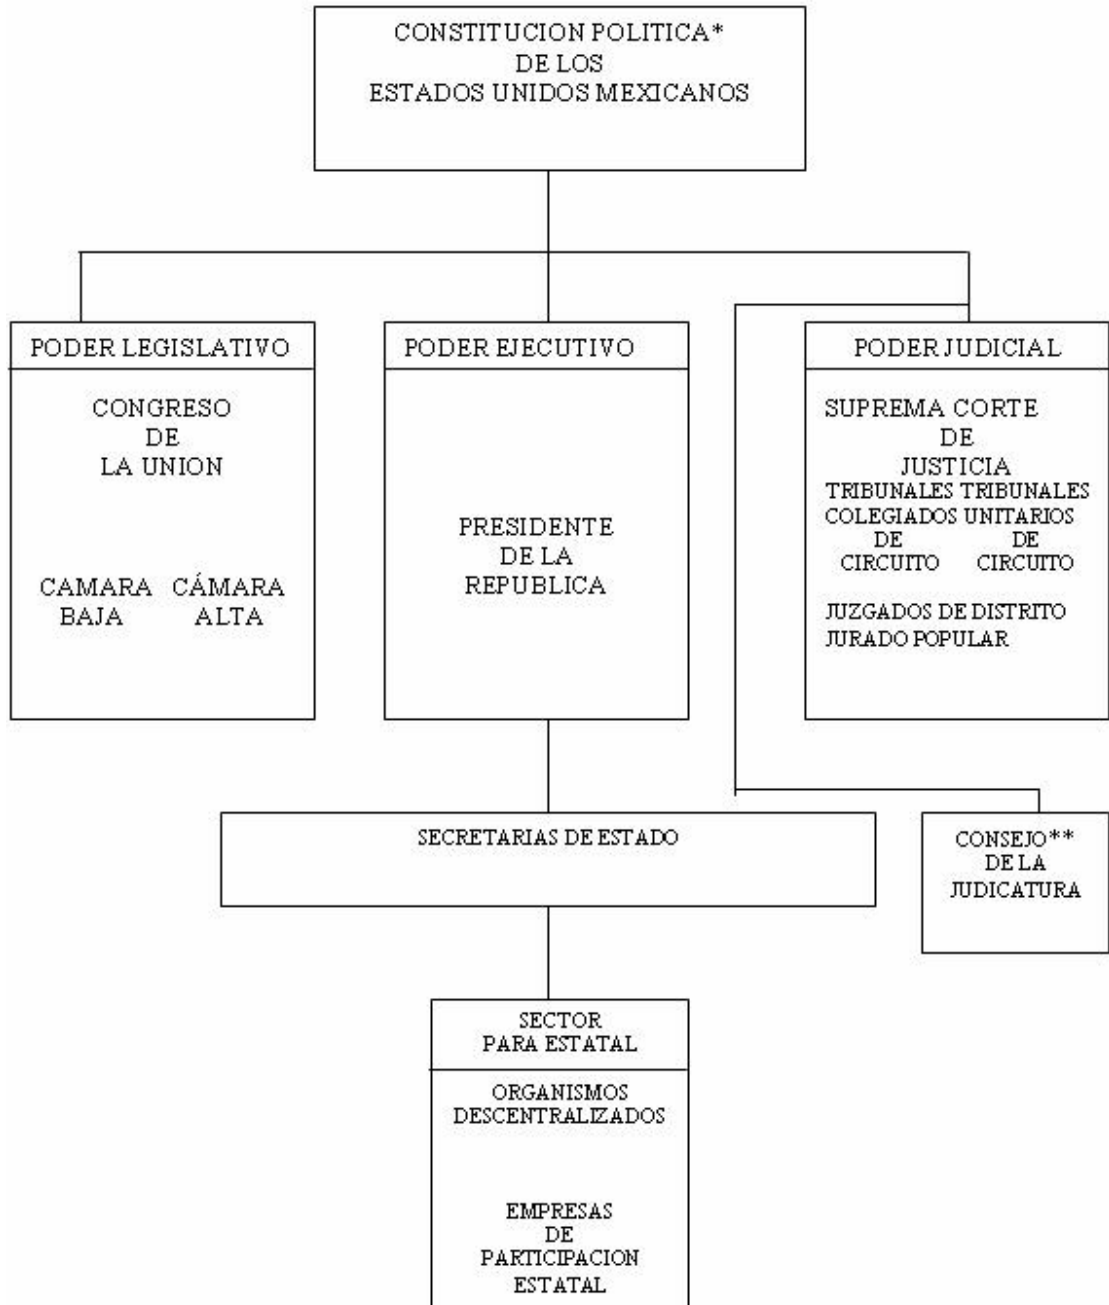 CONSTITUCION POLITICA*
DE LOS
ESTADOS UNIDOS MEXICANOS
PODER LEGISLATIVO
CONGRESO
DE
LA UNION
CAMARA CÁMARA
BAJA ALTA
PODER EJECUTIVO
PRESIDENTE
DE LA
REPUBLICA
PODER JUDICIAL
SUPREMA CORTE
DE
JUSTICIA
TRIBUNALES TRIBUNALES
COLEGIADOS UNITARIOS
DE DE
CIRCUITO CIRCUITO
JUZGADOS DE DISTRITO
JURADO POPULAR
SECRETARIAS DE ESTADO
CONSEJO**
DE LA
JUDICATURA
SECTOR
PARA ESTATAL
ORGANISMOS
DESCENTRALIZADOS
EMPRESAS
DE
PARTICIPACION
ESTATAL